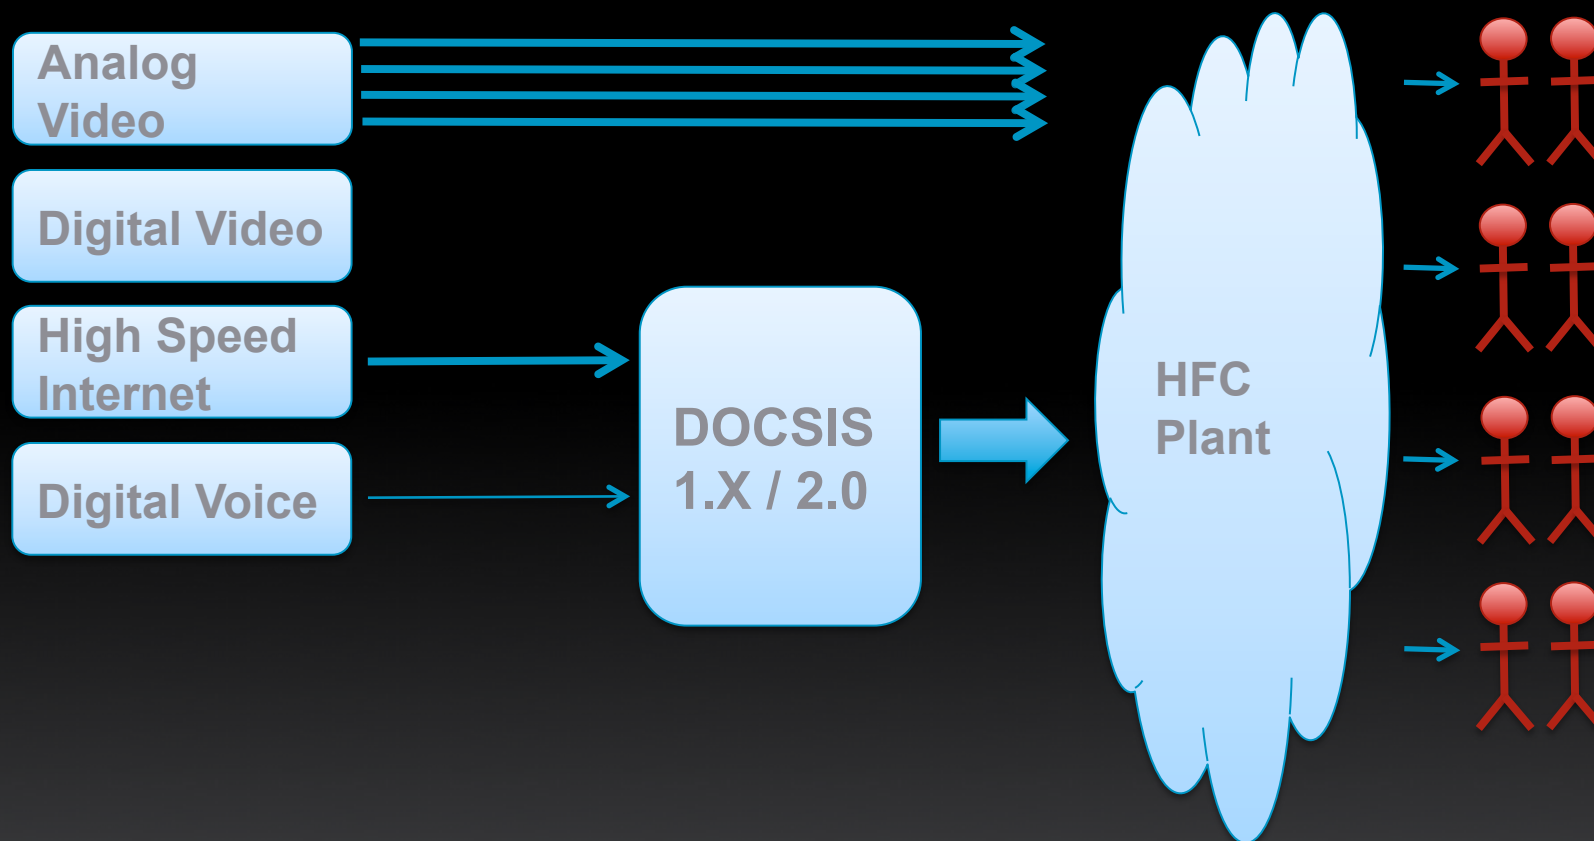 Analog
Video
Digital Video
High Speed
Internet
Digital Voice
DOCSIS
1.X / 2.0
HFC
Plant